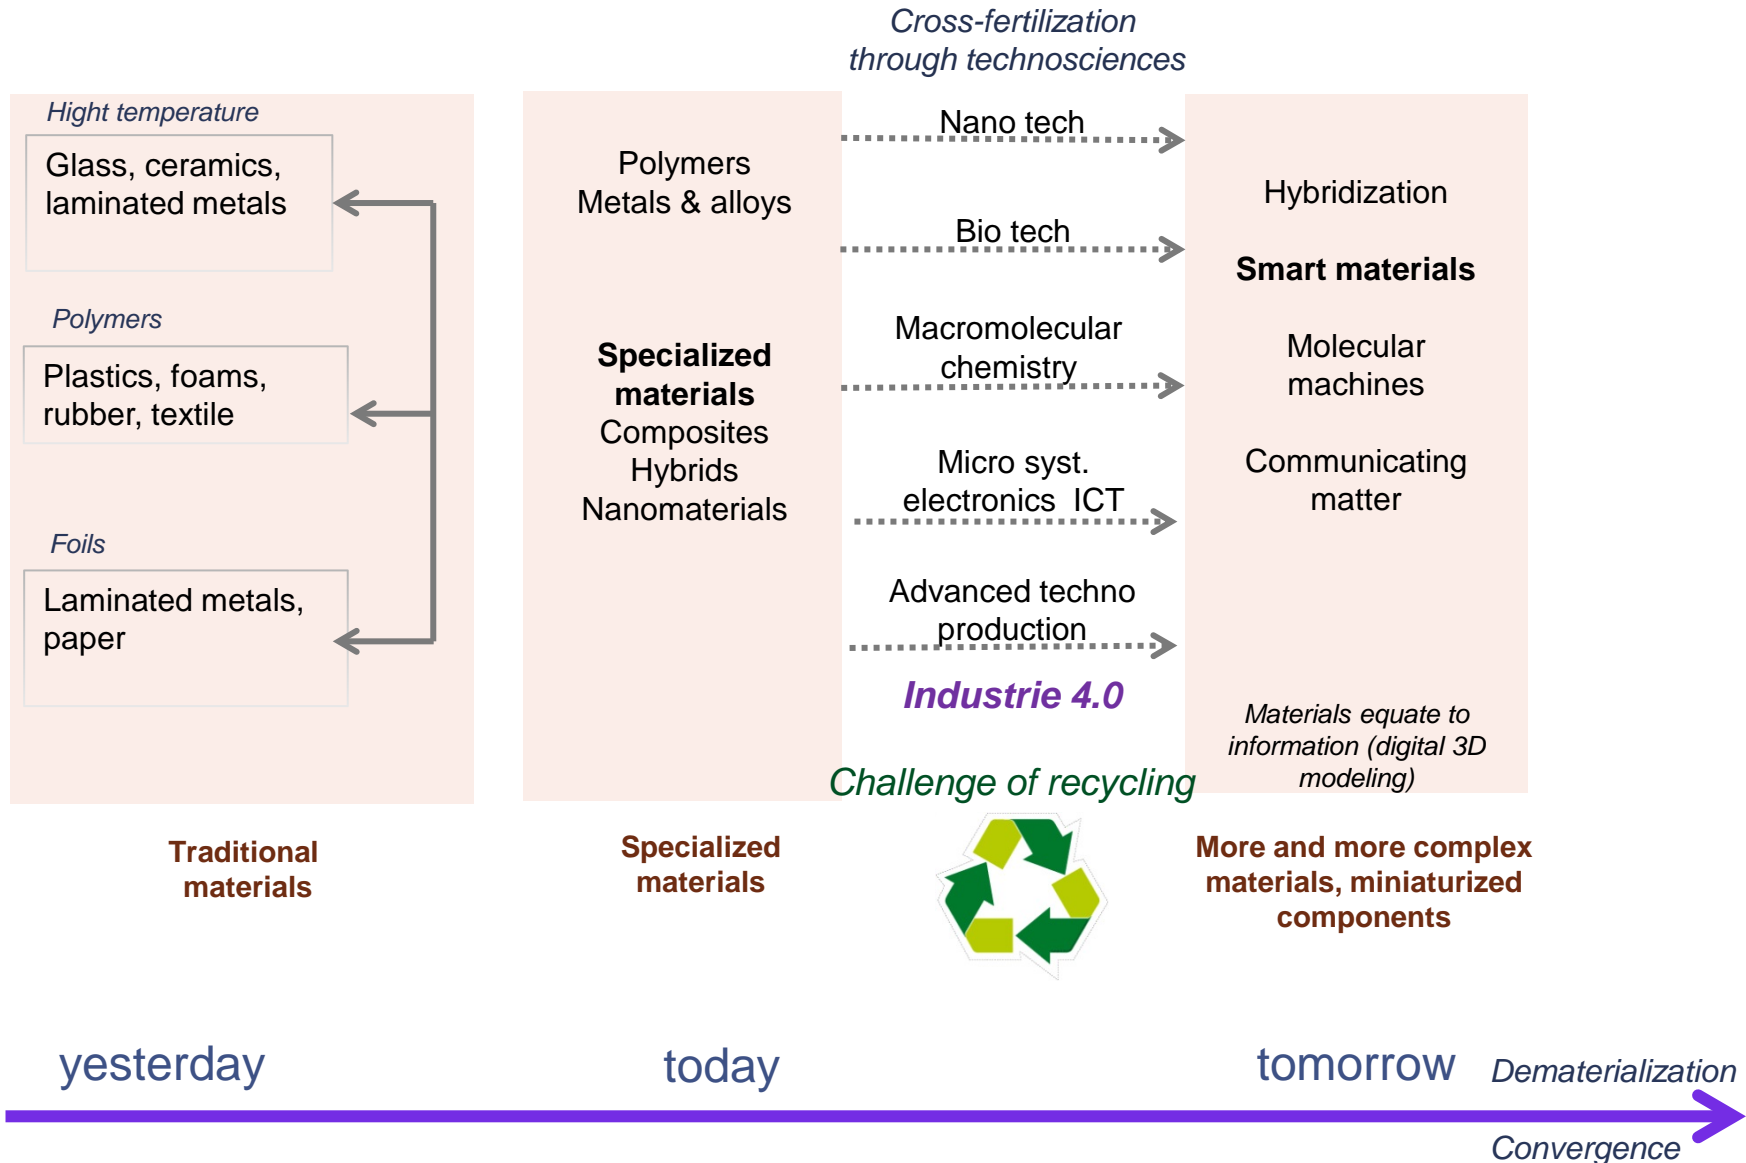 Cross-fertilization
through technosciences
Hight temperature
Glass, ceramics,
laminated metals
Polymers
Plastics, foams,
rubber, textile
Foils
Laminated metals,
paper
Traditional
materials
Polymers
Metals & alloys
Specialized
materials
Composites
Hybrids
Nanomaterials
Specialized
materials
Nano tech
Bio tech
Macromolecular
chemistry
Micro syst.
electronics ICT
Advanced techno
production
Industrie 4.0
Challenge of recycling
Hybridization
Smart materials
Molecular
machines
Communicating
matter
Materials equate to
information (digital 3D
modeling)
More and more complex
materials, miniaturized
components
yesterday
today
tomorrow
Dematerialization
Convergence